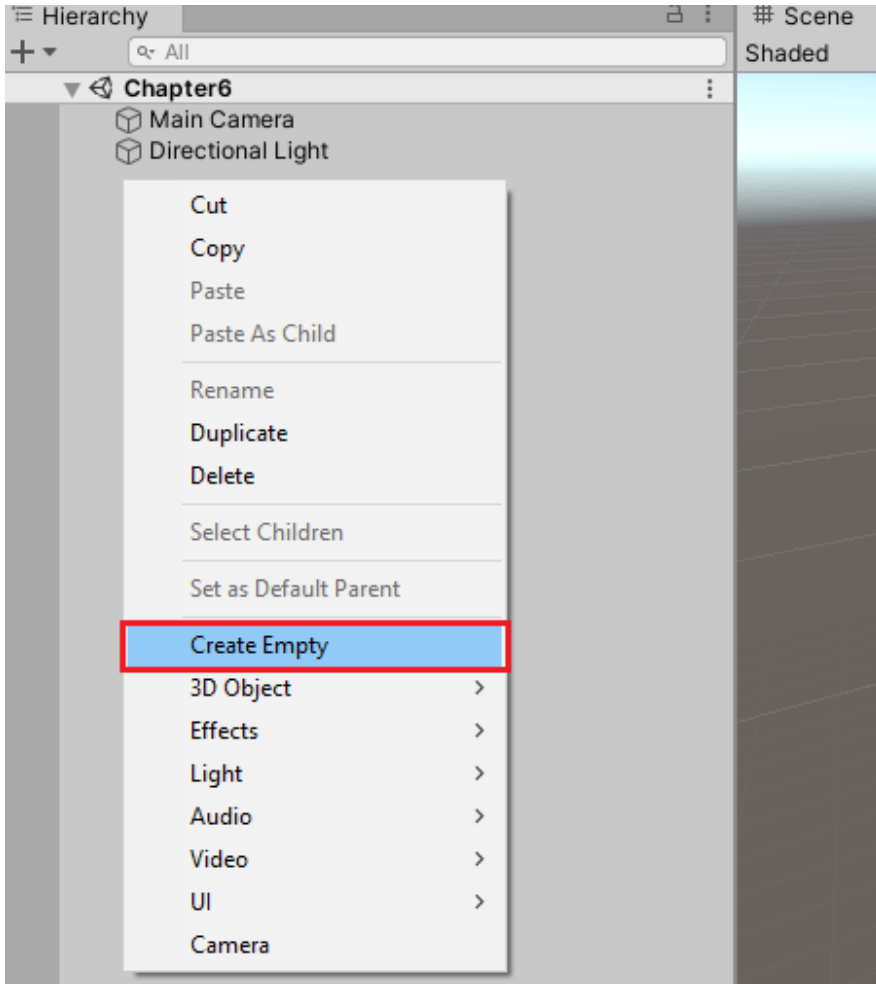 Hierarchy
Scene
All
Shaded
Chapter6
Main Camera
Directional Light
Cut
Copy
Paste
Paste As Child
Rename
Duplicate
Delete
Select Children
Set as Default Parent
Create Empty
3D Object
Effects
Light
Audio
Video
UI
Camera